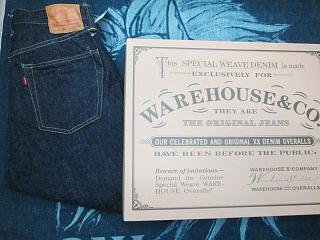 This SPECIAL WEAVE DENIM is made
EXCLUSIVELY FOR
WAREHOUSE & CO.
THEY ARE
THE ORIGINAL JEANS
OUR CELEBRATED AND ORIGINAL XX DENIM OVERALLS
HAVE BEEN BEFORE THE PUBLIC.
Beware of imitations—
Demand the Genuine
Special Weave WARE-
HOUSE Overalls!
WAREHOUSE & COMPANY
WAREHOUSE OVERALLS